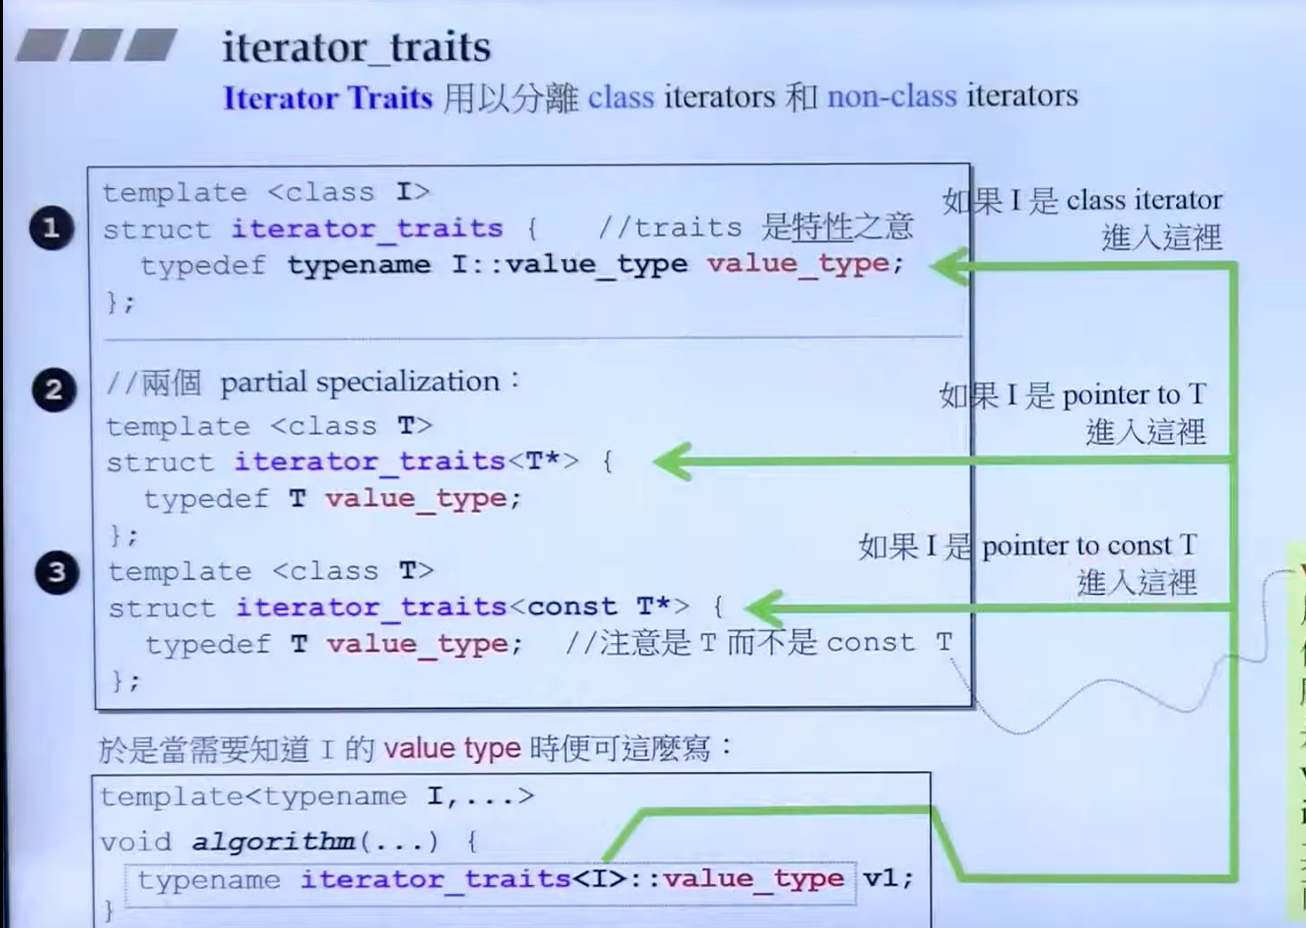 iterator_traits
Iterator Traits 用以分離 class iterators 和 non-class iterators
1
template <class I>
struct iterator_traits { //traits 是特性之意
typedef typename I::value_type value_type;
};
如果 I 是 class iterator
進入這裡
2
//兩個 partial specialization：
template <class T>
struct iterator_traits<T*> {
typedef T value_type;
};
如果 I 是 pointer to T
進入這裡
3
template <class T>
struct iterator_traits<const T*> {
typedef T value_type; //注意是 T 而不是 const T
};
如果 I 是 pointer to const T
進入這裡
於是當需要知道 I 的 value type 時便可這麼寫：
template<typename I,...>
void algorithm(...) {
typename iterator_traits<I>::value_type v1;
}